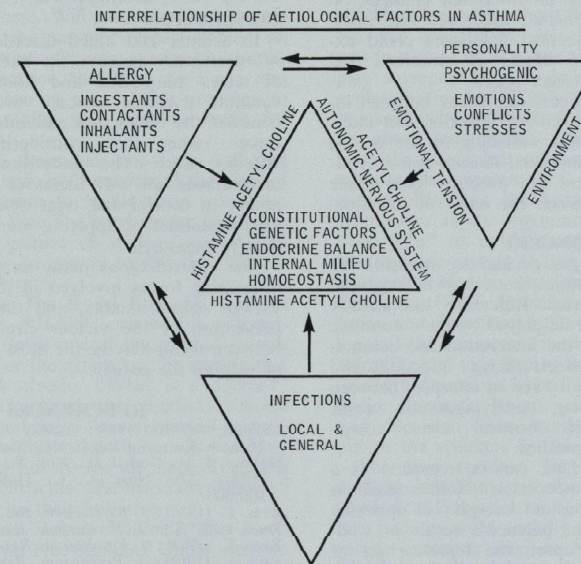 INTERRELATIONSHIP OF AETIOLOGICAL FACTORS IN ASTHMA
ALLERGY
INGESTANTS
CONTACTANTS
INHALANTS
INJECTANTS
PERSONALITY
PSYCHOGENIC
EMOTIONS
CONFLICTS
STRESSES
EMOTIONAL TENSION
ENVIRONMENT
HISTAMINE ACETYL CHOLINE
ACETYL CHOLINE
AUTONOMIC NERVOUS SYSTEM
CONSTITUTIONAL
GENETIC FACTORS
ENDOCRINE BALANCE
INTERNAL MILIEU
HOMOEOSTASIS
HISTAMINE ACETYL CHOLINE
INFECTIONS
LOCAL &
GENERAL